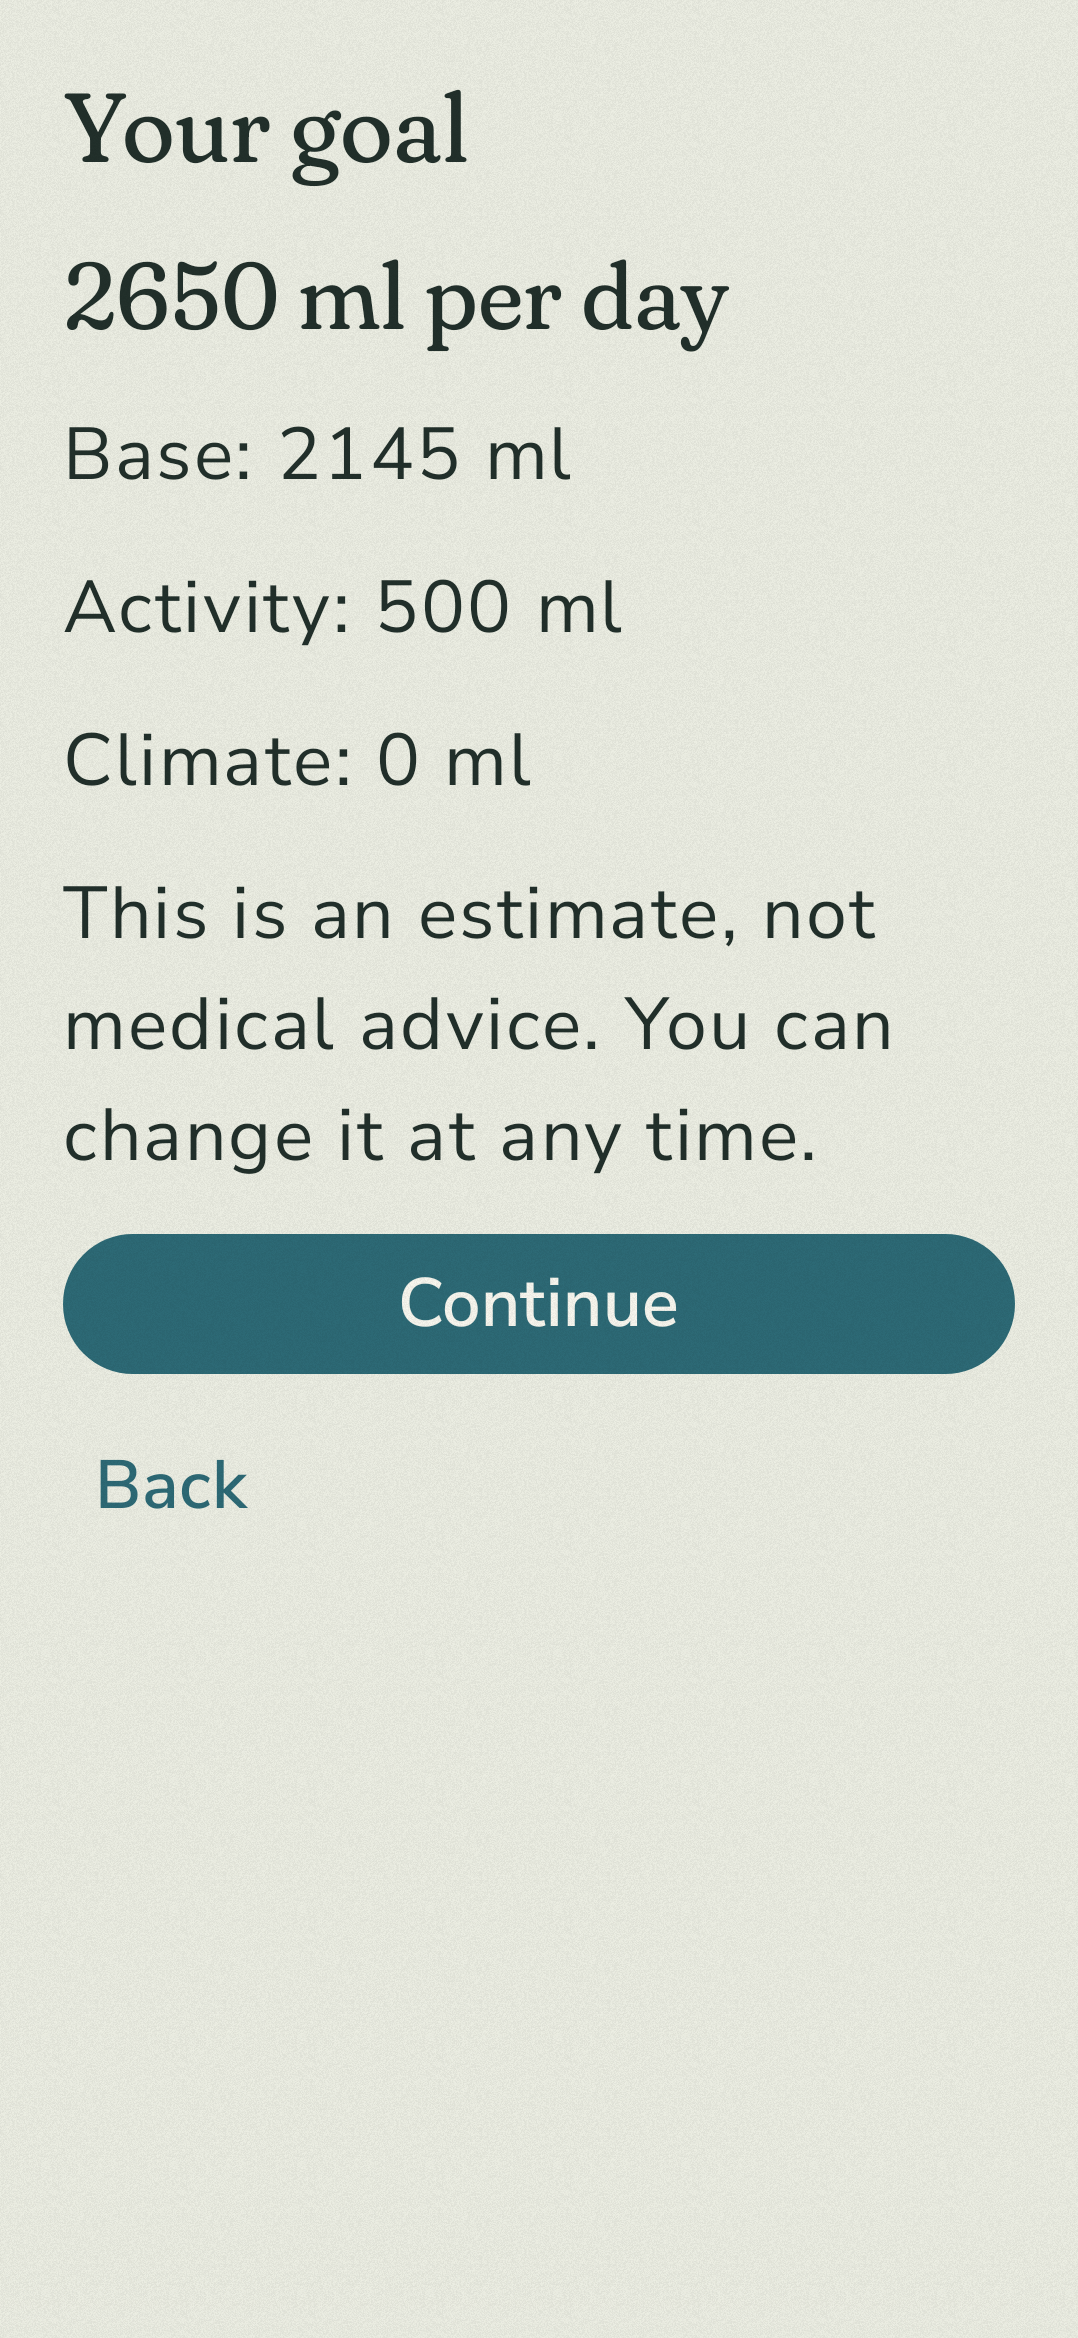 Your goal
2650 ml per day
Base: 2145 ml
Activity: 500 ml
Climate: 0 ml
This is an estimate, not
medical advice. You can
change it at any time.
Continue
Back